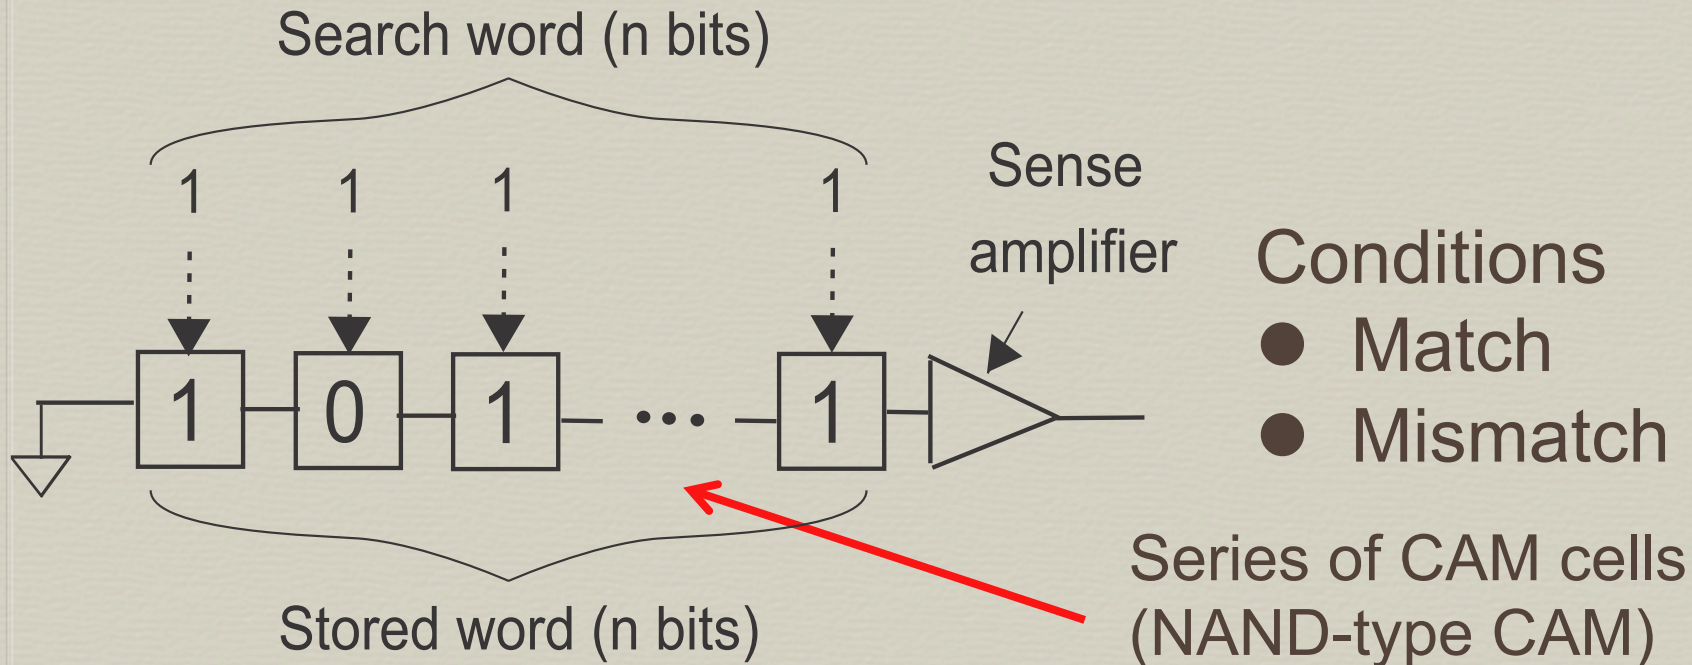 Search word (n bits)
1 1 1 1
Sense
amplifier
1 0 1 ... 1
Stored word (n bits)
Conditions
● Match
● Mismatch
Series of CAM cells
(NAND-type CAM)